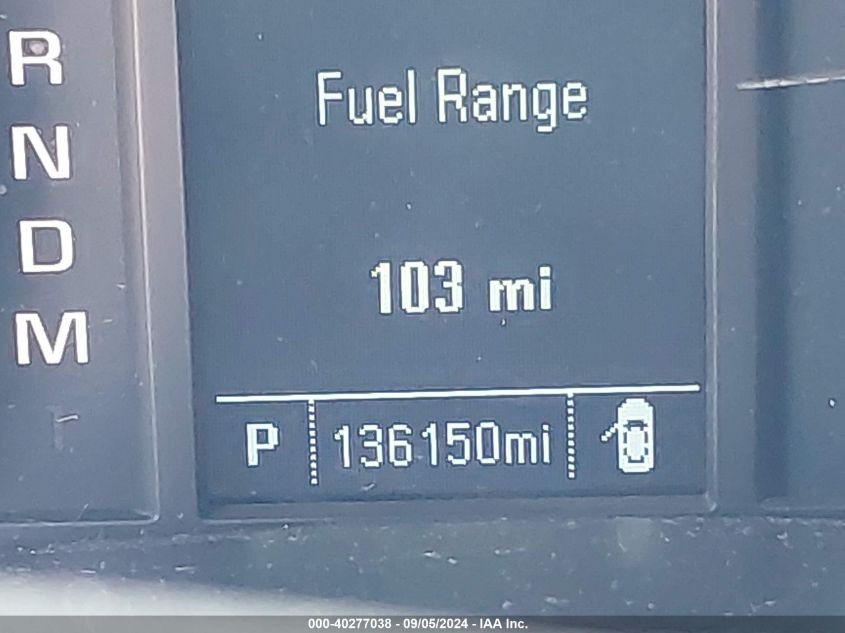 R
N
D
M
Fuel Range
103 mi
P 136150mi
000-40277038 - 09/05/2024 - IAA Inc.